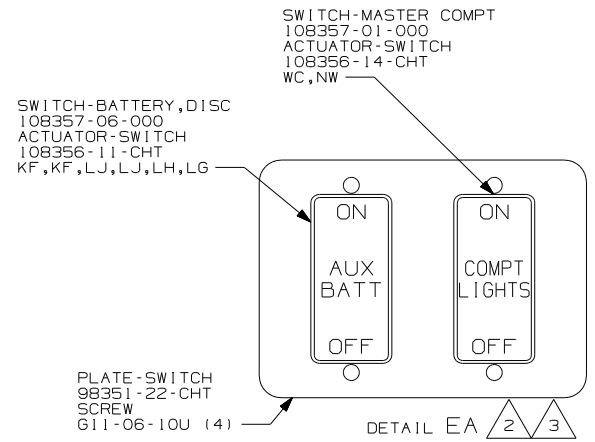 SWITCH-MASTER COMPT
108357-01-000
ACTUATOR-SWITCH
108356-14-CHT
WC,NW
SWITCH-BATTERY,DISC
108357-06-000
ACTUATOR-SWITCH
108356-11-CHT
KF,KF,LJ,LJ,LH,LG
ON
AUX
BATT
OFF
ON
COMPT
LIGHTS
OFF
PLATE-SWITCH
98351-22-CHT
SCREW
G11-06-10U (4)
DETAIL EA 2 3